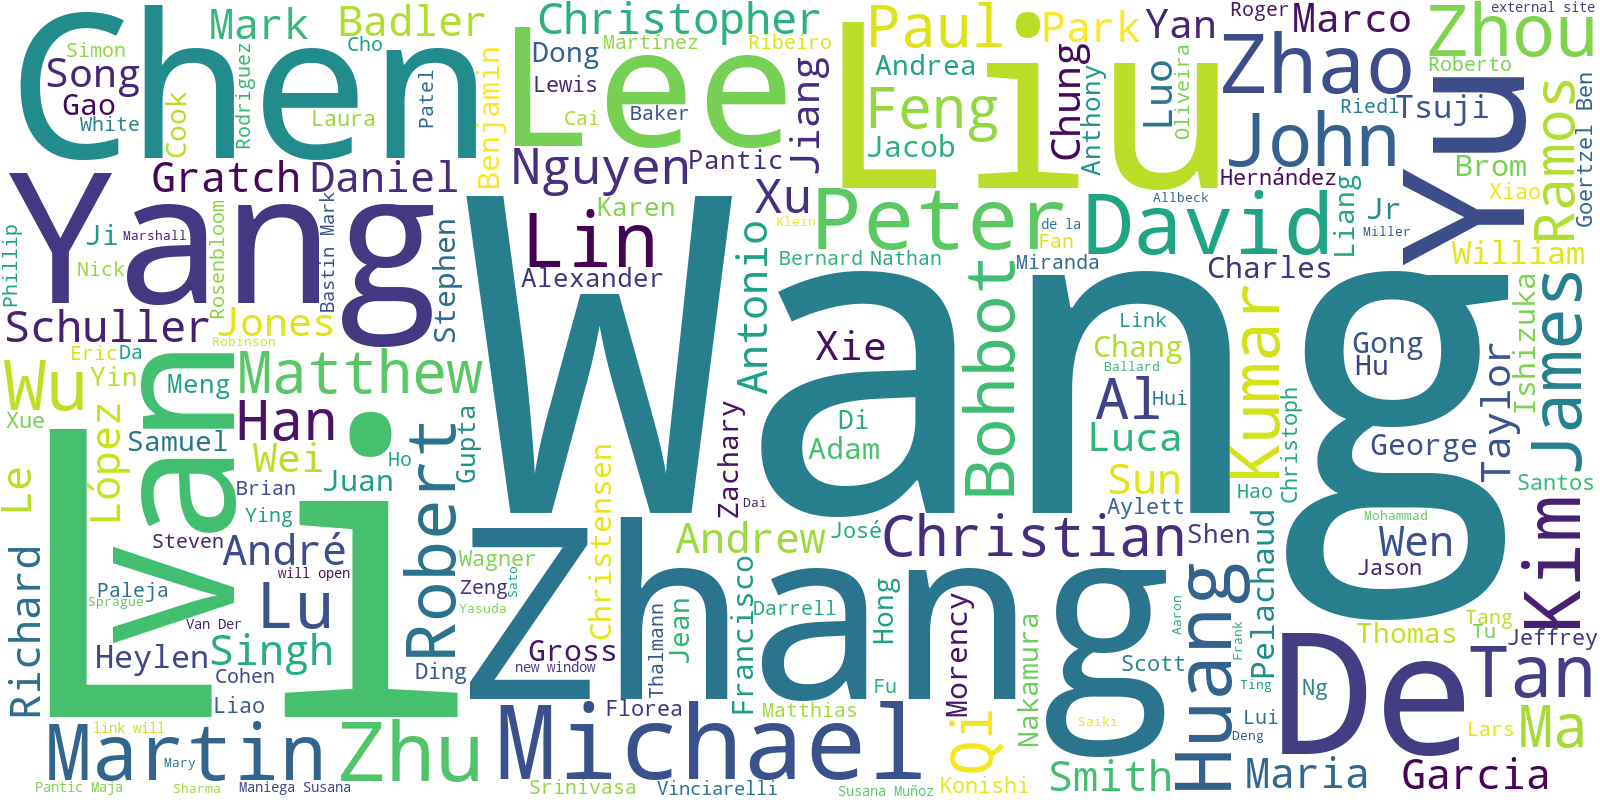 Chen
Lee
Liu
Mark
Badler
Christopher
Paul
Park
Yan
Roger
Marco
external site
Zhou
Simon
Cho
Song
Gao
White
Cook
Rodriguez
Laura
Patel
Benjamin
Dong
Martínez
Ribeiro
Lewis
Cai
Baker
Jiang
Andrea
Feng
Jacob
Chung
Anthony
Luo
Oliveira
Zhao
Riedl
Tsuji
Roberto
John
Yu
Brom
Xiao
Ramos
Goertzel Ben
Hernández
Yang
Gratch
Daniel
Nguyen
Pantic
Xu
Klein
Karen
Lin
Alexander
Peter
de la
Fan
Allbeck
David
Jr
Miller
Liang
William
Ji
Marshall
Nick
Phillip
Rosenbloom
Bastin Mark
Stephen
Antonio
Bernard
Nathan
Miranda
Charles
Schuller
Jones
Robinson
Wang
Xie
Link
Chang
Ballard
Gong
Hu
Kumar
James
Ishizuka
Taylor
Eric
Da
Yin
Wu
Xue
Van
Meng
Matthew
Han
Samuel
López
Le
Wei
Juan
Ho
Gupta
Robert
Brian
Ying
Steven
Di
Adam
Zachary
Dai
Bohbot
Al
Hui
Luca
Sun
Aylett
Christoph
Hao
George
Santos
Mohammad
Wen
Jason
Kim
Li
Richard
André
will open
Paleja
Sprague
Van Der
Lu
Singh
Heylen
Cohen
Liao
Ding
Wagner
Zeng
Sato
Yasuda
Christensen
Andrew
José
Christian
Shen
Zhang
Gross
new window
Thalmann
Jean
Francisco
Darrell
Hong
Morency
Nakamura
Fu
Matthias
Florea
Scott
Aaron
Huang
Frank
Pelachaud
Ting
Ng
Lui
Deng
Thomas
Tang
Tu
Jeffrey
De
Tan
Lars
Ma
Saiki
link will
Martin
Mary
Zhu
Michael
Qi
Konishi
Smith
Maria
Garcia
Pantic Maja
Sharma
Maniega Susana
Srinivasa
Vinciarelli
Susana Muñoz